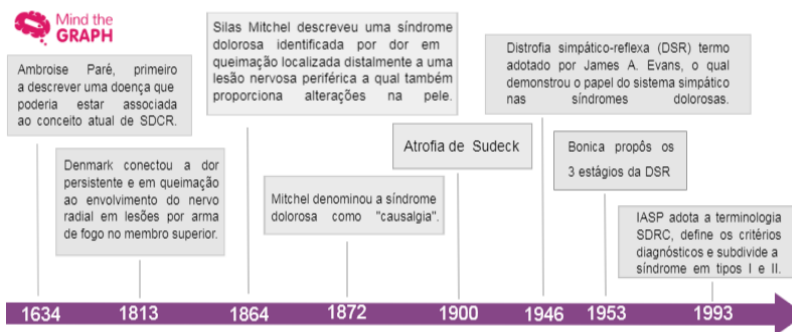 Mind the
GRAPH
Ambroise Paré, primeiro
a descrever uma doença que
poderia estar associada
ao conceito atual de SDCR.
Denmark conectou a dor
persistente e em queimação
ao envolvimento do nervo
radial em lesões por arma
de fogo no membro superior.
Silas Mitchel descreveu uma síndrome
dolorosa identificada por dor em
queimação localizada distalmente a uma
lesão nervosa periférica a qual também
proporciona alterações na pele.
Mitchel denominou a síndrome
dolorosa como "causalgia".
Atrofia de Sudeck
Distrofia simpático-reflexa (DSR) termo
adotado por James A. Evans, o qual
demonstrou o papel do sistema simpático
nas síndromes dolorosas.
Bonica propôs os
3 estágios da DSR
IASP adota a terminologia
SDRC, define os critérios
diagnósticos e subdivide a
síndrome em tipos I e II.
1634 1813 1864 1872 1900 1946 1953 1993